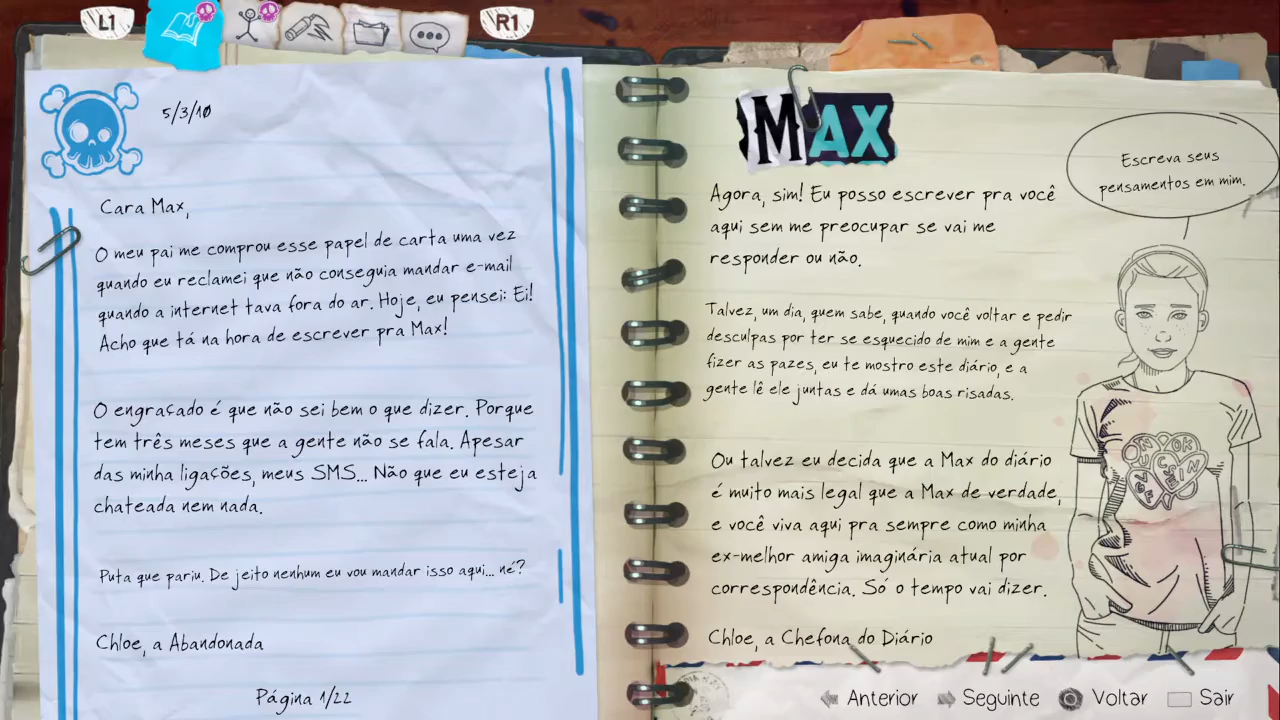 L1
R1
5/3/10
Cara Max,
O meu pai me comprou esse papel de carta uma vez
quando eu reclamei que não conseguia mandar e-mail
quando a internet tava fora do ar. Hoje, eu pensei: Ei!
Acho que tá na hora de escrever pra Max!
O engraçado é que não sei bem o que dizer. Porque
tem três meses que a gente não se fala. Apesar
das minha ligações, meus SMS... Não que eu esteja
chateada nem nada.
Puta que pariu. De jeito nenhum eu vou mandar isso aqui... né?
Chloe, a Abandonada
Página 1/22
MAX
Agora, sim! Eu posso escrever pra você
aqui sem me preocupar se vai me
responder ou não.
Talvez, um dia, quem sabe, quando você voltar e pedir
desculpas por ter se esquecido de mim e a gente
fizer as pazes, eu te mostro este diário, e a
gente lê ele juntas e dá umas boas risadas.
Ou talvez eu decida que a Max do diário
é muito mais legal que a Max de verdade,
e você viva aqui pra sempre como minha
ex-melhor amiga imaginária atual por
correspondência. Só o tempo vai dizer.
Chloe, a Chefona do Diário
Escreva seus
pensamentos em mim.
Anterior
Seguinte
Voltar
Sair